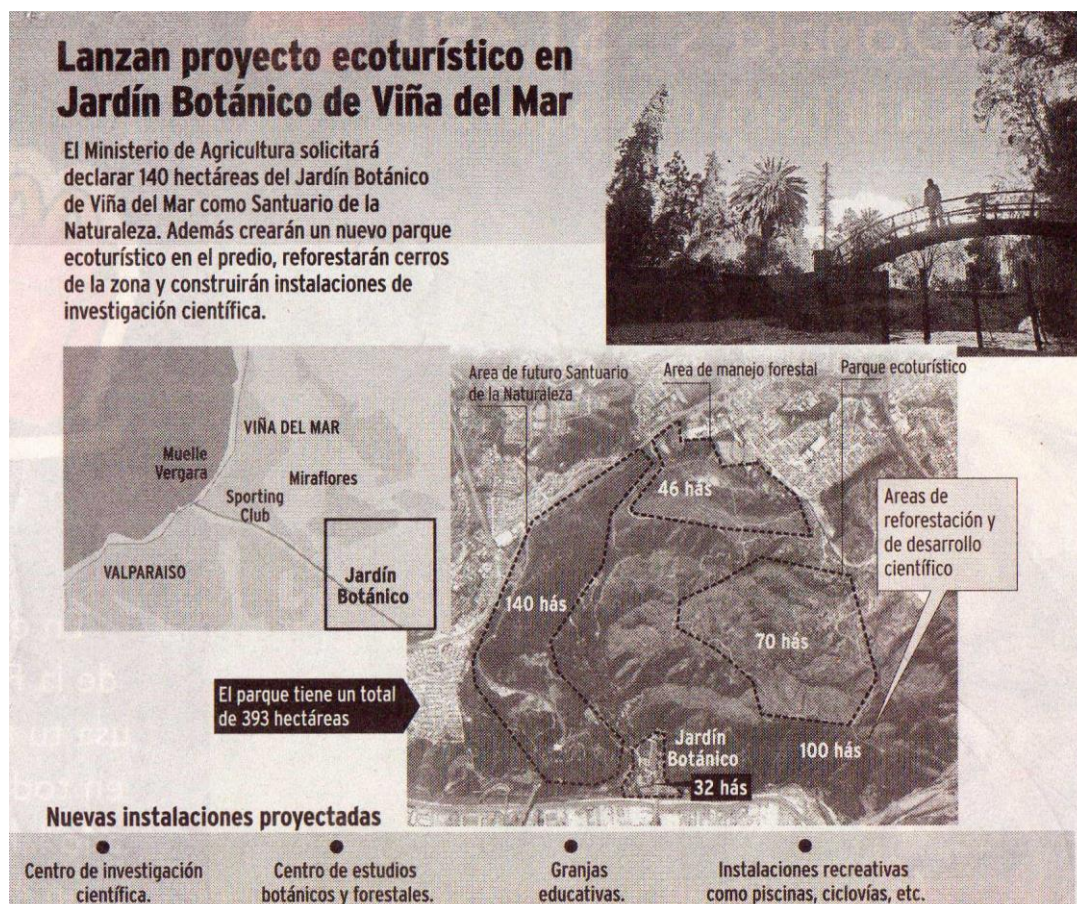 Lanzan proyecto ecoturístico en
Jardín Botánico de Viña del Mar
El Ministerio de Agricultura solicitará
declarar 140 hectáreas del Jardín Botánico
de Viña del Mar como Santuario de la
Naturaleza. Además crearán un nuevo parque
ecoturístico en el predio, reforestarán cerros
de la zona y construirán instalaciones de
investigación científica.
VIÑA DEL MAR
Muelle
Vergara
Miraflores
Sporting
Club
VALPARAISO
Jardín
Botánico
Area de futuro Santuario
de la Naturaleza
Area de manejo forestal
Parque ecoturístico
46 hás
Areas de
reforestación y
de desarrollo
científico
140 hás
70 hás
El parque tiene un total
de 393 hectáreas
Jardín
Botánico
100 hás
32 hás
Nuevas instalaciones proyectadas
Centro de investigación
científica.
Centro de estudios
botánicos y forestales.
Granjas
educativas.
Instalaciones recreativas
como piscinas, ciclovías, etc.